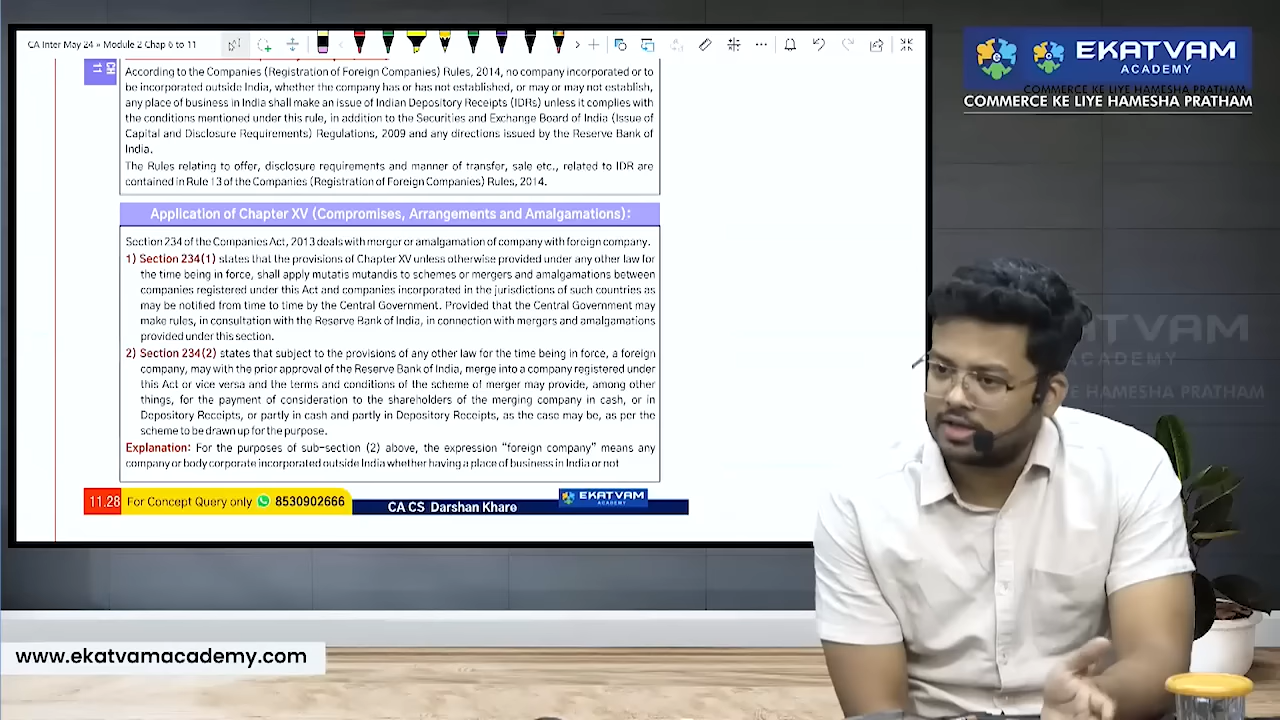 CA Inter May 24 » Module 2 Chap 6 to 11
CH 11
According to the Companies (Registration of Foreign Companies) Rules, 2014, no company incorporated or to
be incorporated outside India, whether the company has or has not established, or may or may not establish,
any place of business in India shall make an issue of Indian Depository Receipts (IDRs) unless it complies with
the conditions mentioned under this rule, in addition to the Securities and Exchange Board of India (Issue of
Capital and Disclosure Requirements) Regulations, 2009 and any directions issued by the Reserve Bank of
India.
The Rules relating to offer, disclosure requirements and manner of transfer, sale etc., related to IDR are
contained in Rule 13 of the Companies (Registration of Foreign Companies) Rules, 2014.
Application of Chapter XV (Compromises, Arrangements and Amalgamations):
Section 234 of the Companies Act, 2013 deals with merger or amalgamation of company with foreign company.
1) Section 234(1) states that the provisions of Chapter XV unless otherwise provided under any other law for
the time being in force, shall apply mutatis mutandis to schemes or mergers and amalgamations between
companies registered under this Act and companies incorporated in the jurisdictions of such countries as
may be notified from time to time by the Central Government. Provided that the Central Government may
make rules, in consultation with the Reserve Bank of India, in connection with mergers and amalgamations
provided under this section.
2) Section 234(2) states that subject to the provisions of any other law for the time being in force, a foreign
company, may with the prior approval of the Reserve Bank of India, merge into a company registered under
this Act or vice versa and the terms and conditions of the scheme of merger may provide, among other
things, for the payment of consideration to the shareholders of the merging company in cash, or in
Depository Receipts, or partly in cash and partly in Depository Receipts, as the case may be, as per the
scheme to be drawn up for the purpose.
Explanation: For the purposes of sub-section (2) above, the expression "foreign company" means any
company or body corporate incorporated outside India whether having a place of business in India or not
11.28 For Concept Query only 8530902666
CA CS Darshan Khare
EKATVAM
ACADEMY
EKATVAM
ACADEMY
COMMERCE KE LIYE HAMESHA PRATHAM
COMMERCE KE LIYE HAMESHA PRATHAM
ATVAM
CADEMY
KE LIYE HAMESHA PRATHAM
www.ekatvamacademy.com